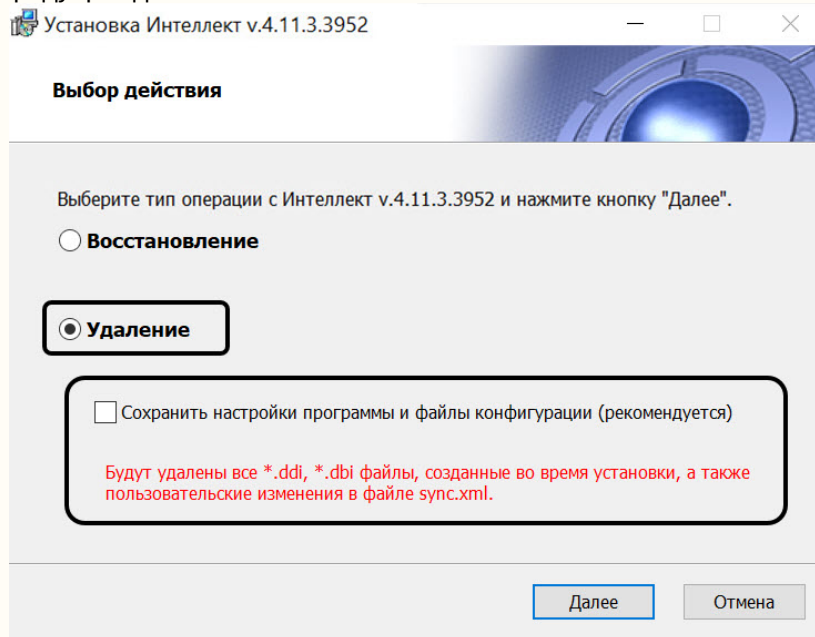 Установка Интеллект v.4.11.3.3952
Выбор действия
Выберите тип операции с Интеллект v.4.11.3.3952 и нажмите кнопку "Далее".
Восстановление
Удаление
Сохранить настройки программы и файлы конфигурации (рекомендуется)
Будут удалены все *.ddi, *.dbi файлы, созданные во время установки, а также
пользовательские изменения в файле sync.xml.
Далее
Отмена